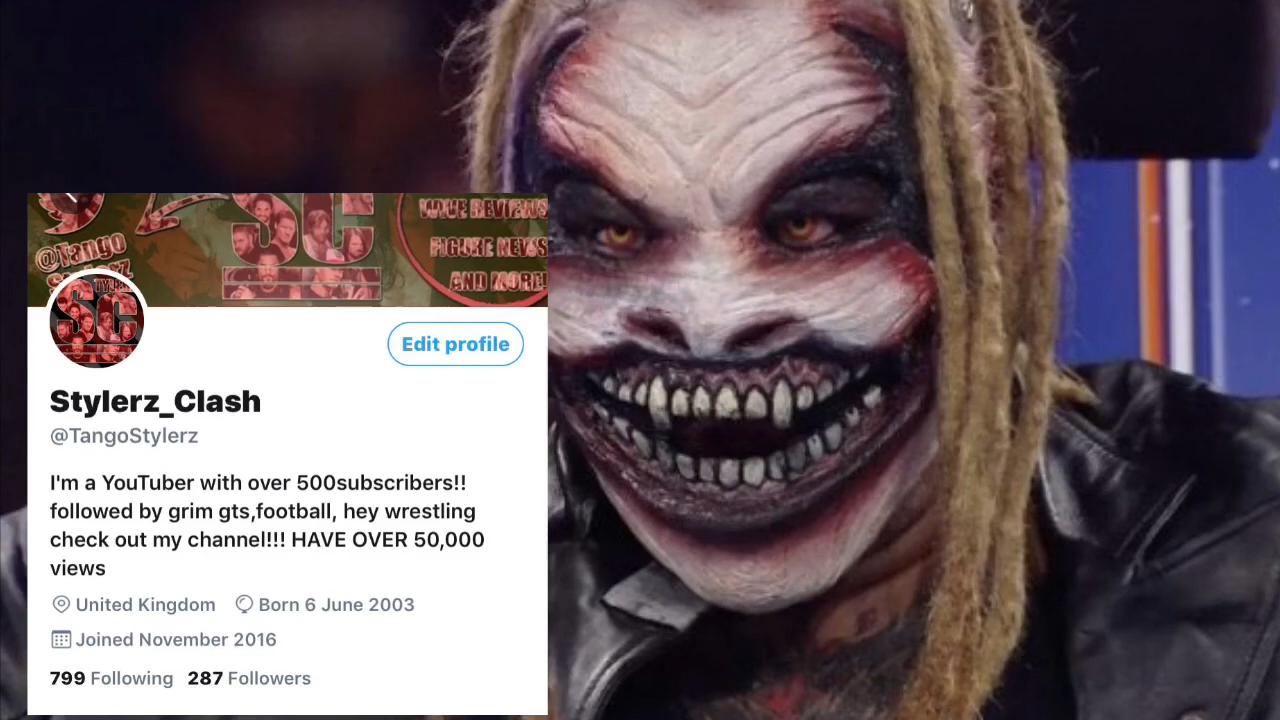 @Tango
SC
WWE REVIEWS
FIGURE NEWS
AND MORE!
SC
Edit profile
Stylerz_Clash
@TangoStylerz
I'm a YouTuber with over 500subscribers!!
followed by grim gts,football, hey wrestling
check out my channel!!! HAVE OVER 50,000
views
United Kingdom Born 6 June 2003
Joined November 2016
799 Following 287 Followers